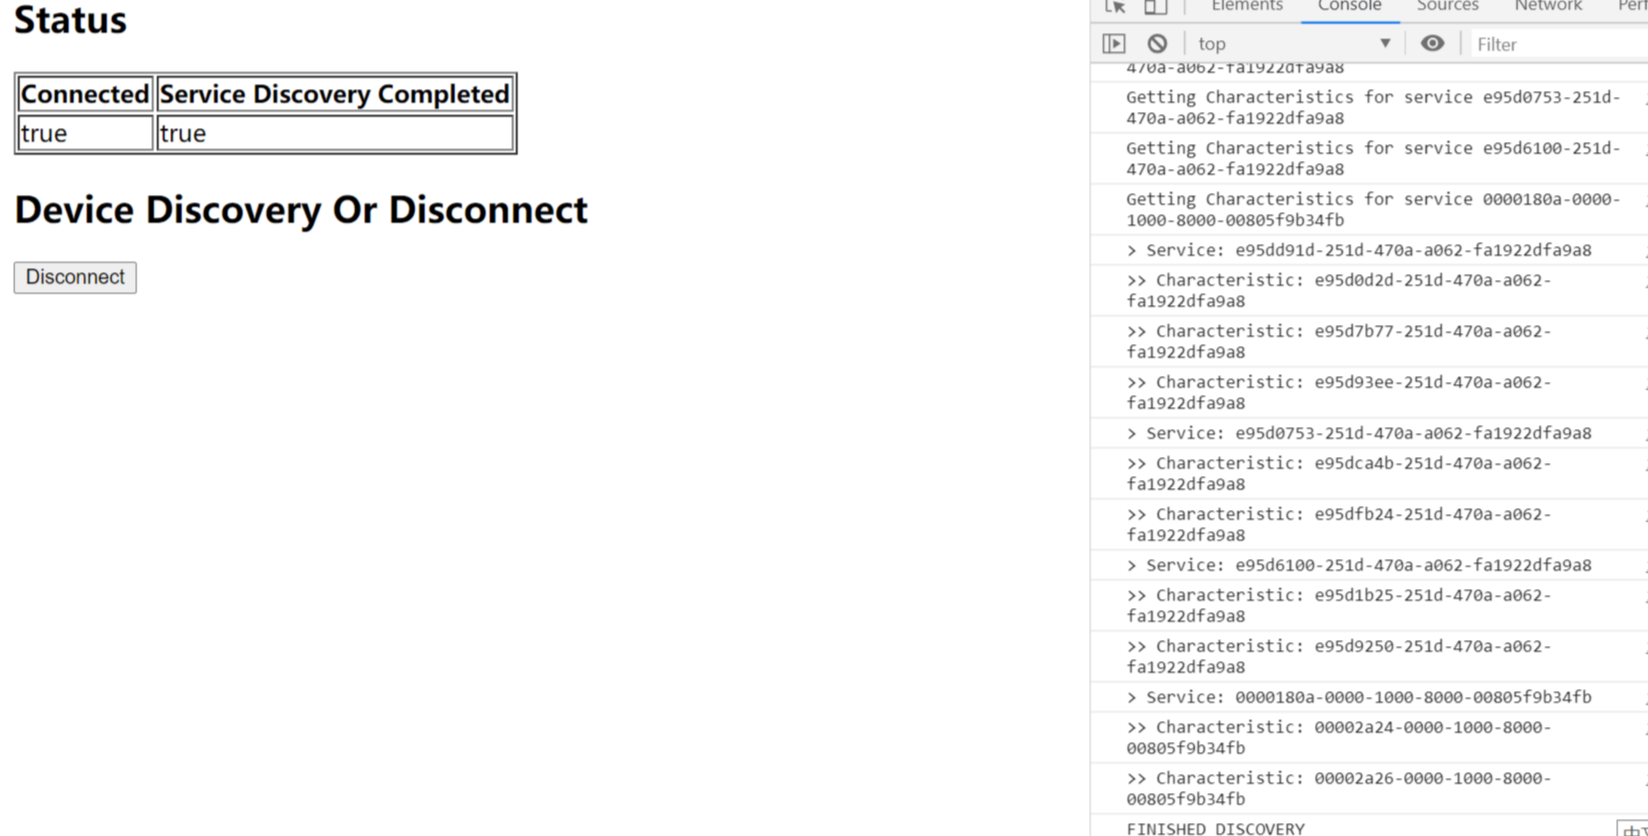 Status
Connected Service Discovery Completed
true true
Device Discovery Or Disconnect
Disconnect
Elements Console Sources Network
top Filter
470a-a062-fa1922dfa9a8
Getting Characteristics for service e95d0753-251d-
470a-a062-fa1922dfa9a8
Getting Characteristics for service e95d6100-251d-
470a-a062-fa1922dfa9a8
Getting Characteristics for service 0000180a-0000-
1000-8000-00805f9b34fb
> Service: e95dd91d-251d-470a-a062-fa1922dfa9a8
>> Characteristic: e95d0d2d-251d-470a-a062-
fa1922dfa9a8
>> Characteristic: e95d7b77-251d-470a-a062-
fa1922dfa9a8
>> Characteristic: e95d93ee-251d-470a-a062-
fa1922dfa9a8
> Service: e95d0753-251d-470a-a062-fa1922dfa9a8
>> Characteristic: e95dca4b-251d-470a-a062-
fa1922dfa9a8
>> Characteristic: e95dfb24-251d-470a-a062-
fa1922dfa9a8
> Service: e95d6100-251d-470a-a062-fa1922dfa9a8
>> Characteristic: e95d1b25-251d-470a-a062-
fa1922dfa9a8
>> Characteristic: e95d9250-251d-470a-a062-
fa1922dfa9a8
> Service: 0000180a-0000-1000-8000-00805f9b34fb
>> Characteristic: 00002a24-0000-1000-8000-
00805f9b34fb
>> Characteristic: 00002a26-0000-1000-8000-
00805f9b34fb
FINISHED DISCOVERY